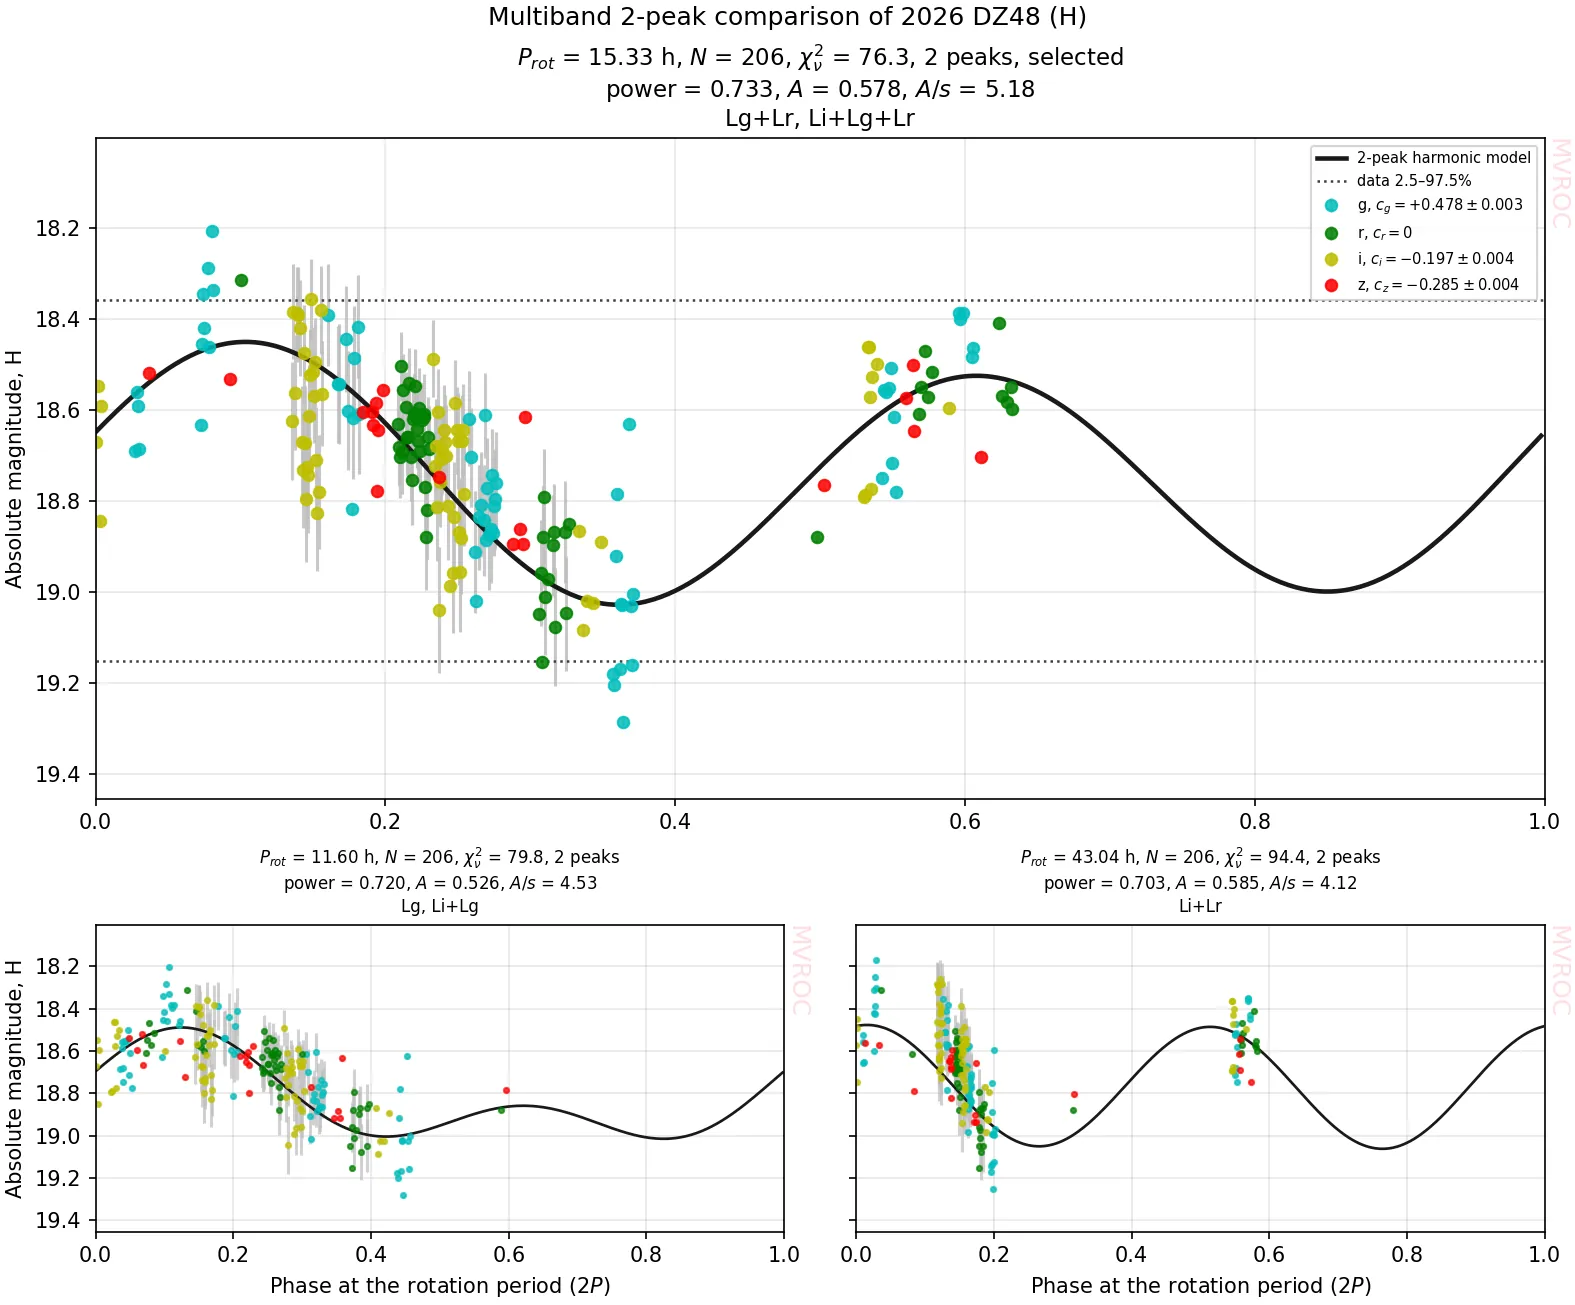 Multiband 2-peak comparison of 2026 DZ48 (H)
P_rot = 15.33 h, N = 206, χ²_ν = 76.3, 2 peaks, selected
power = 0.733, A = 0.578, A/s = 5.18
Lg+Lr, Li+Lg+Lr
MVROC
2-peak harmonic model
data 2.5–97.5%
g, c_g = +0.478 ± 0.003
r, c_r = 0
i, c_i = −0.197 ± 0.004
z, c_z = −0.285 ± 0.004
Absolute magnitude, H
18.2
18.4
18.6
18.8
19.0
19.2
19.4
0.0 0.2 0.4 0.6 0.8 1.0
P_rot = 11.60 h, N = 206, χ²_ν = 79.8, 2 peaks
power = 0.720, A = 0.526, A/s = 4.53
Lg, Li+Lg
MVROC
Absolute magnitude, H
18.2
18.4
18.6
18.8
19.0
19.2
19.4
0.0 0.2 0.4 0.6 0.8 1.0
Phase at the rotation period (2P)
P_rot = 43.04 h, N = 206, χ²_ν = 94.4, 2 peaks
power = 0.703, A = 0.585, A/s = 4.12
Li+Lr
MVROC
0.0 0.2 0.4 0.6 0.8 1.0
Phase at the rotation period (2P)